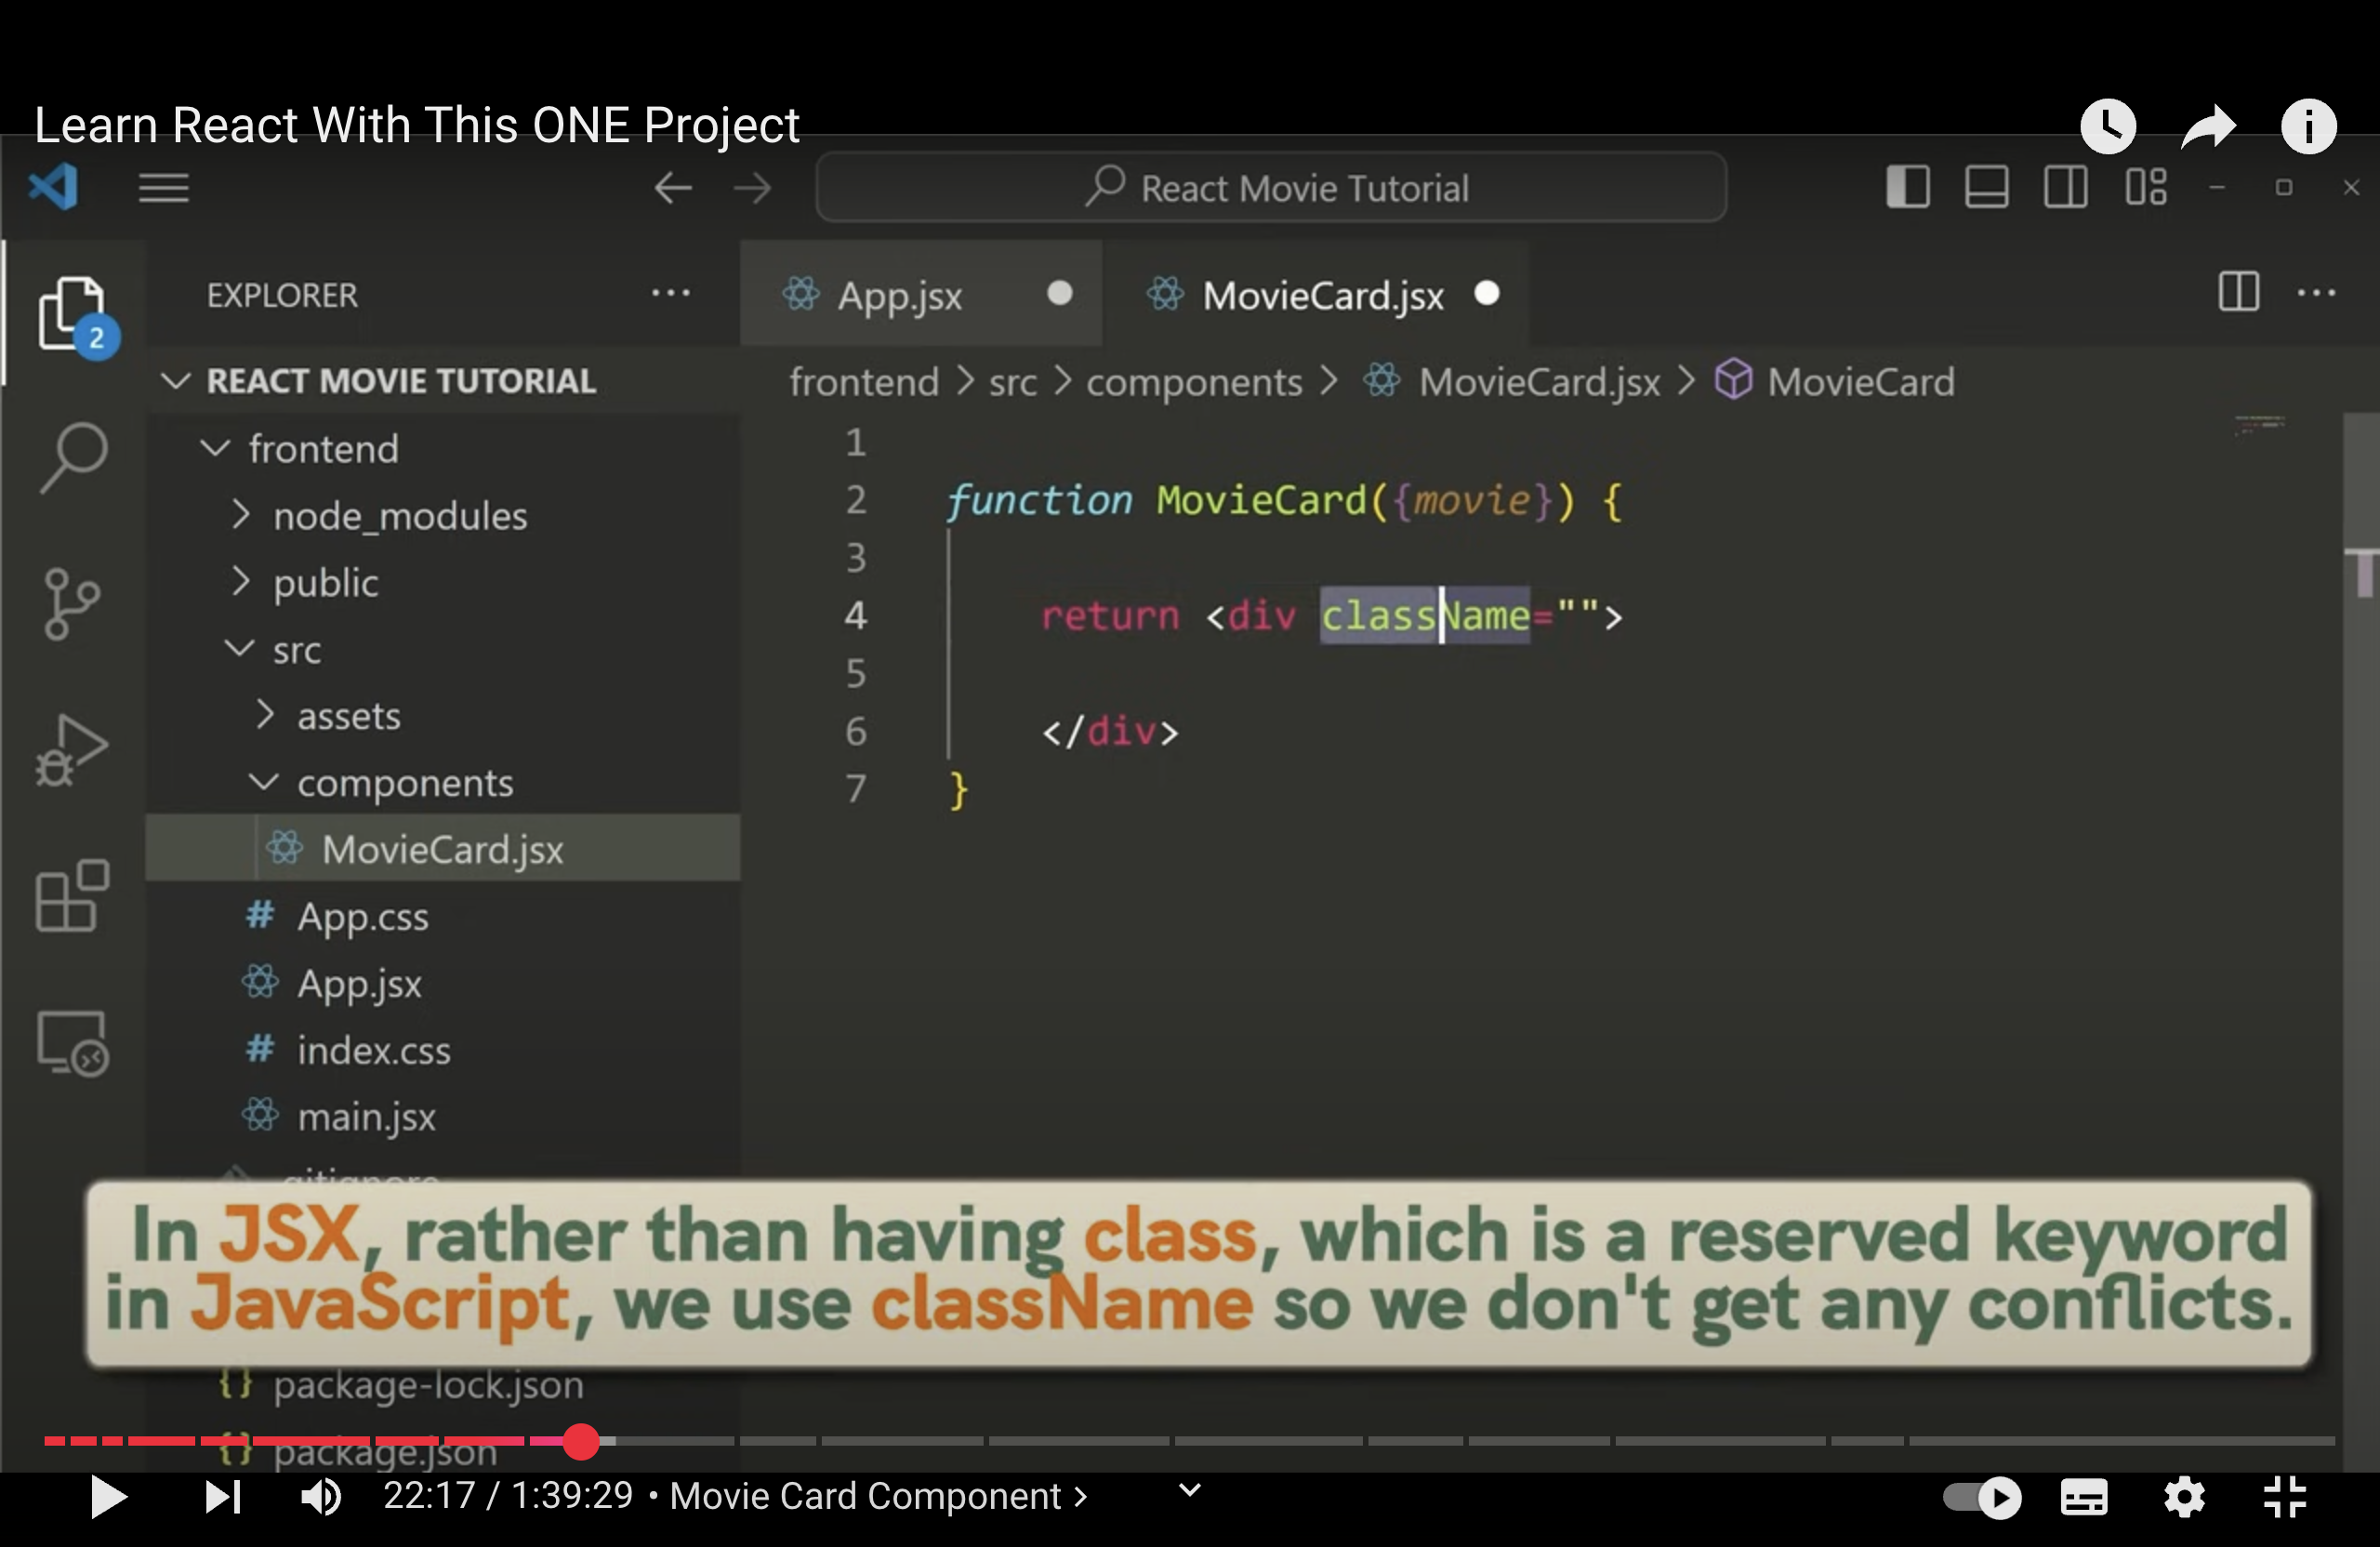 Learn React With This ONE Project
React Movie Tutorial
EXPLORER
App.jsx
MovieCard.jsx
2
REACT MOVIE TUTORIAL
frontend > src > components > MovieCard.jsx > MovieCard
frontend
node_modules
public
src
assets
components
MovieCard.jsx
App.css
App.jsx
index.css
main.jsx
.gitignore
1
2 function MovieCard({movie}) {
3
4 return <div className="">
5
6 </div>
7 }
In JSX, rather than having class, which is a reserved keyword
in JavaScript, we use className so we don't get any conflicts.
{} package-lock.json
{} package.json
22:17 / 1:39:29 • Movie Card Component >